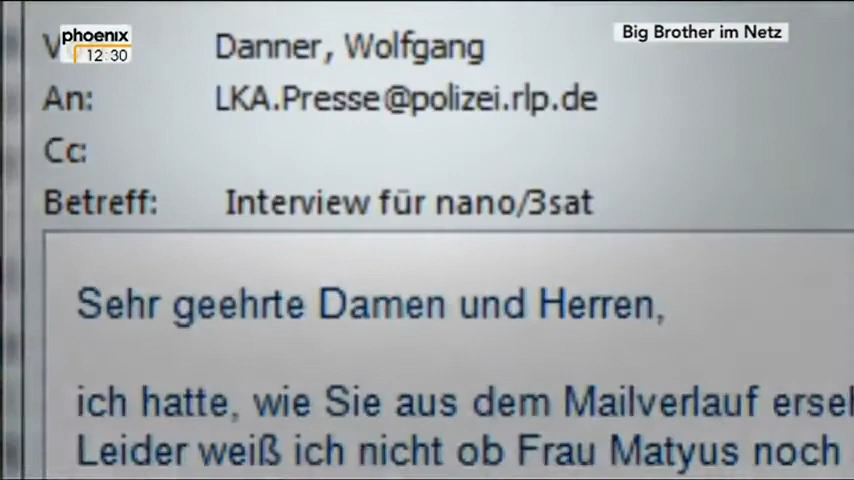 phoenix
12:30
Big Brother im Netz
V
Danner, Wolfgang
An:
LKA.Presse@polizei.rlp.de
Cc:
Betreff:
Interview für nano/3sat
Sehr geehrte Damen und Herren,
ich hatte, wie Sie aus dem Mailverlauf erseh
Leider weiß ich nicht ob Frau Matyus noch